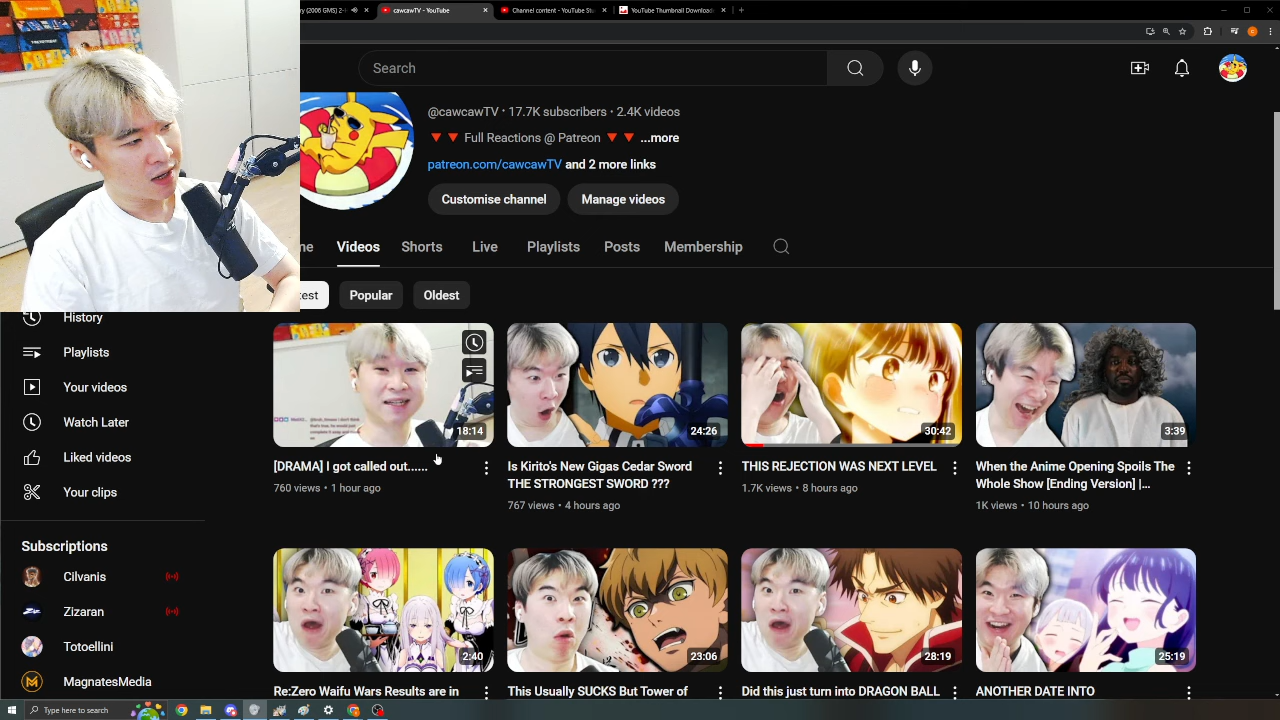 ry (2006 GMS) 2-
cawcawTV - YouTube
Channel content - YouTube Stu
YouTube Thumbnail Download
Search
@cawcawTV • 17.7K subscribers • 2.4K videos
🔻🔻 Full Reactions @ Patreon 🔻🔻 ...more
patreon.com/cawcawTV and 2 more links
Customise channel
Manage videos
ne
Videos
Shorts
Live
Playlists
Posts
Membership
est
Popular
Oldest
History
Playlists
Your videos
Watch Later
Liked videos
Your clips
Subscriptions
Cilvanis
Zizaran
Totoellini
MagnatesMedia
18:14
[DRAMA] I got called out......
760 views • 1 hour ago
24:26
Is Kirito's New Gigas Cedar Sword
THE STRONGEST SWORD ???
767 views • 4 hours ago
30:42
THIS REJECTION WAS NEXT LEVEL
1.7K views • 8 hours ago
3:39
When the Anime Opening Spoils The
Whole Show [Ending Version] |...
1K views • 10 hours ago
2:40
Re:Zero Waifu Wars Results are in
23:06
This Usually SUCKS But Tower of
28:19
Did this just turn into DRAGON BALL
25:19
ANOTHER DATE INTO
Type here to search